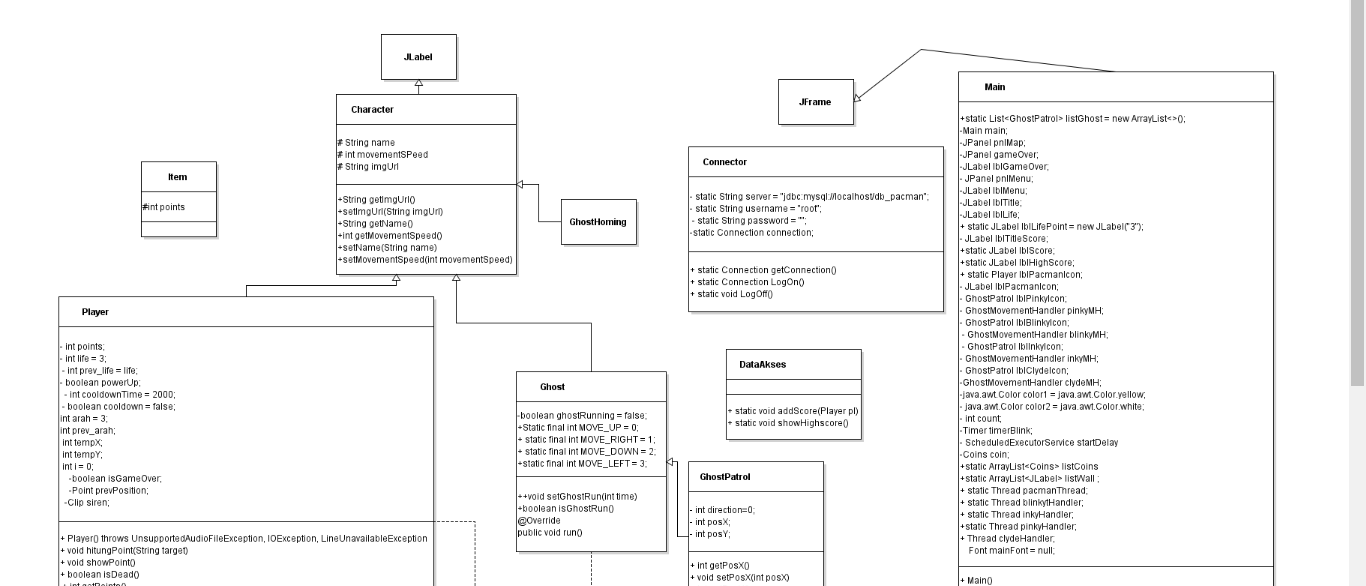 JLabel
Character
# String name
# int movementSPeed
# String imgUrl
+String getImgUrl()
+setImgUrl(String imgUrl)
+String getName()
+int getMovementSpeed()
+setName(String name)
+setMovementSpeed(int movementSpeed)
Item
#int points
GhostHoming
Player
- int points;
- int life = 3;
- int prev_life = life;
- boolean powerUp;
- int cooldownTime = 2000;
- boolean cooldown = false;
int arah = 3;
int prev_arah;
int tempX;
int tempY;
int i = 0;
-boolean isGameOver;
-Point prevPosition;
-Clip siren;
+ Player() throws UnsupportedAudioFileException, IOException, LineUnavailableException
+ void hitungPoint(String target)
+ void showPoint()
+ boolean isDead()
+ int getPoints()
Ghost
-boolean ghostRunning = false;
+Static final int MOVE_UP = 0;
+ static final int MOVE_RIGHT = 1;
+ static final int MOVE_DOWN = 2;
+static final int MOVE_LEFT = 3;
++void setGhostRun(int time)
+boolean isGhostRun()
@Override
public void run()
JFrame
Connector
- static String server = "jdbc:mysql://localhost/db_pacman";
- static String username = "root";
- static String password = "";
-static Connection connection;
+ static Connection getConnection()
+ static Connection LogOn()
+ static void LogOff()
DataAkses
+ static void addScore(Player pl)
+ static void showHighscore()
GhostPatrol
- int direction=0;
- int posX;
- int posY;
+ int getPosX()
+ void setPosX(int posX)
Main
+static List<GhostPatrol> listGhost = new ArrayList<>();
-Main main;
-JPanel pnlMap;
-JPanel gameOver;
-JLabel lblGameOver;
- JPanel pnlMenu;
-JLabel lblMenu;
-JLabel lblTitle;
-JLabel lblLife;
+ static JLabel lblLifePoint = new JLabel("3");
- JLabel lblTitleScore;
+static JLabel lblScore;
+static JLabel lblHighScore;
+ static Player lblPacmanIcon;
- JLabel lblPacmanIcon;
- GhostPatrol lblPinkyIcon;
- GhostMovementHandler pinkyMH;
- GhostPatrol lblBlinkyIcon;
- GhostMovementHandler blinkyMH;
- GhostPatrol lblInkyIcon;
- GhostMovementHandler inkyMH;
- GhostPatrol lblClydeIcon;
-GhostMovementHandler clydeMH;
-java.awt.Color color1 = java.awt.Color.yellow;
- java.awt.Color color2 = java.awt.Color.white;
- int count;
-Timer timerBlink;
- ScheduledExecutorService startDelay
-Coins coin;
+static ArrayList<Coins> listCoins
+static ArrayList<JLabel> listWall ;
+ static Thread pacmanThread;
+ static Thread blinkytHandler;
+ static Thread inkyHandler;
+static Thread pinkyHandler;
+ Thread clydeHandler;
Font mainFont = null;
+ Main()